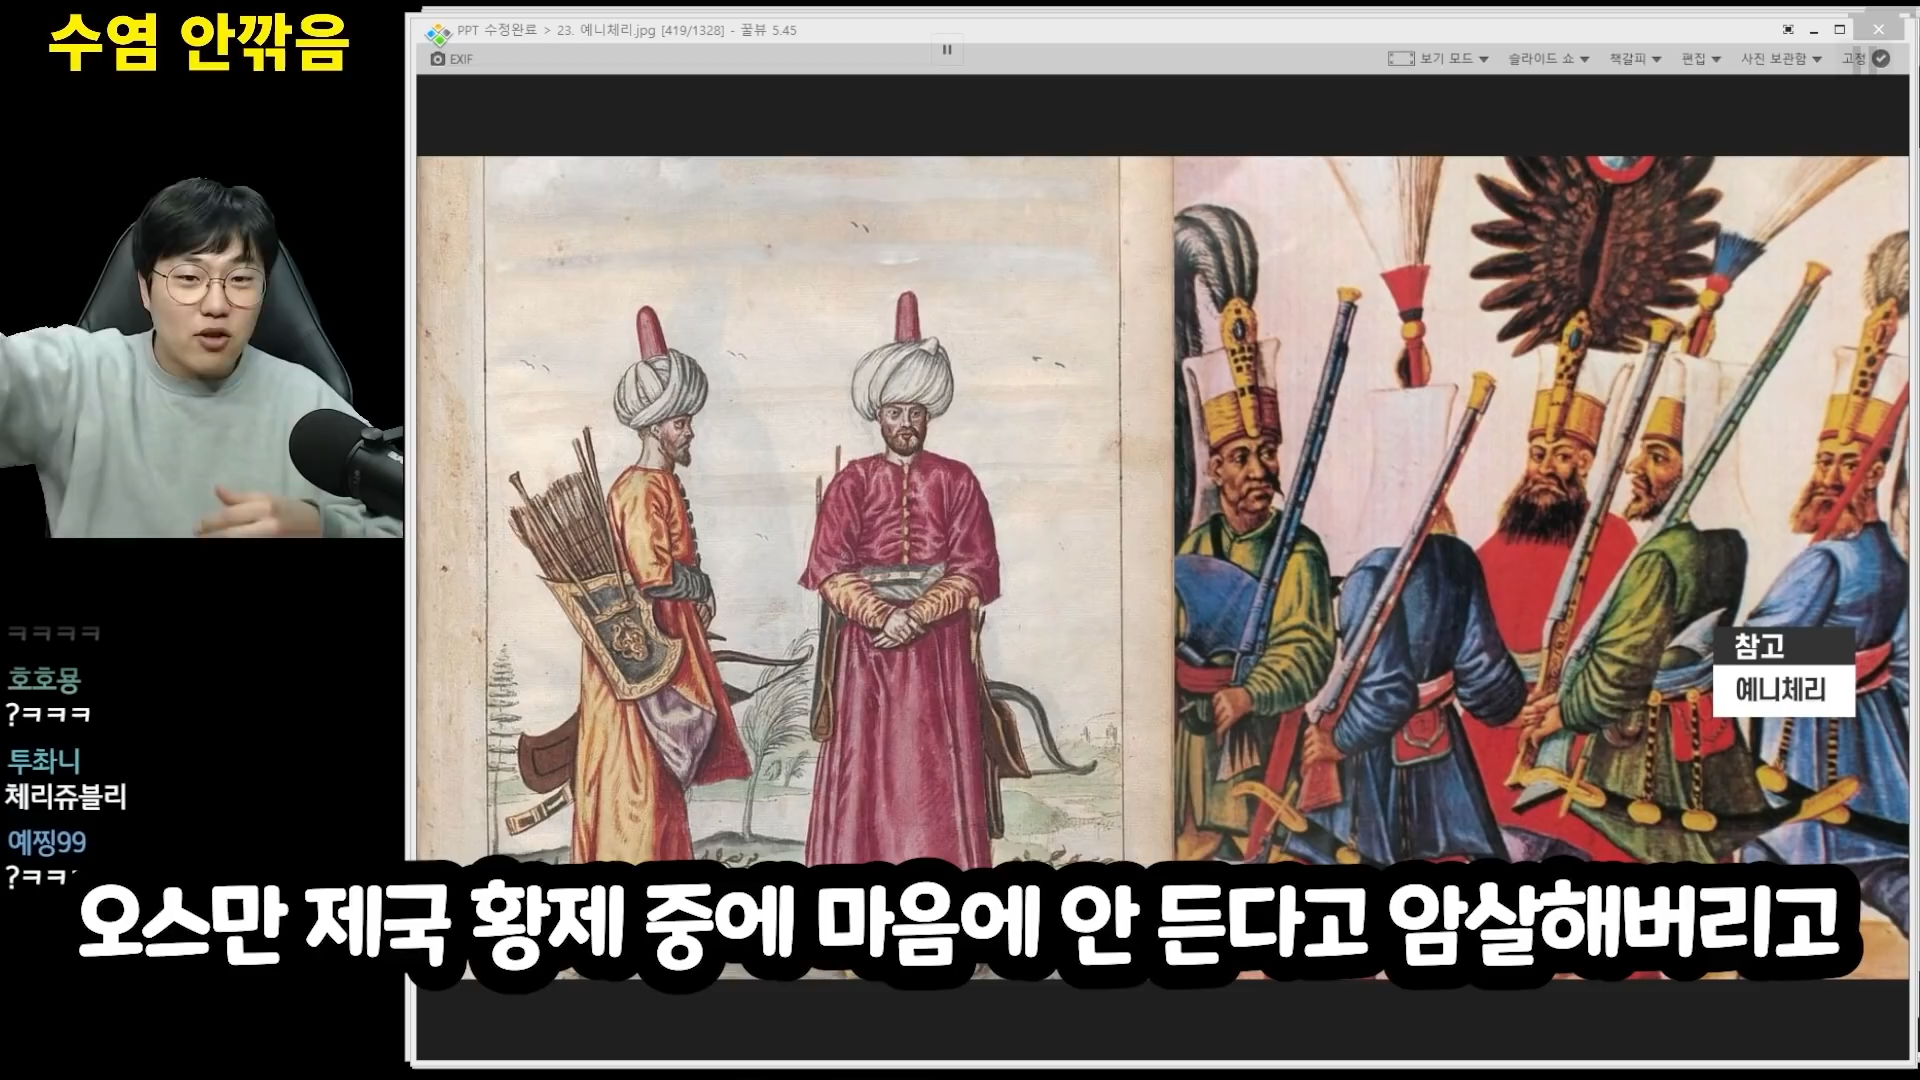 수염 안깎음
PPT 수정완료 > 23. 예니체리.jpg [419/1328] - 꿀뷰 5.45
EXIF
보기 모드
슬라이드 쇼
책갈피
편집
사진 보관함
고정
ㅋㅋㅋㅋ
호호묭
?ㅋㅋㅋ
투촤니
체리쥬블리
예찡99
?ㅋㅋㅋ
참고
예니체리
오스만 제국 황제 중에 마음에 안 든다고 암살해버리고